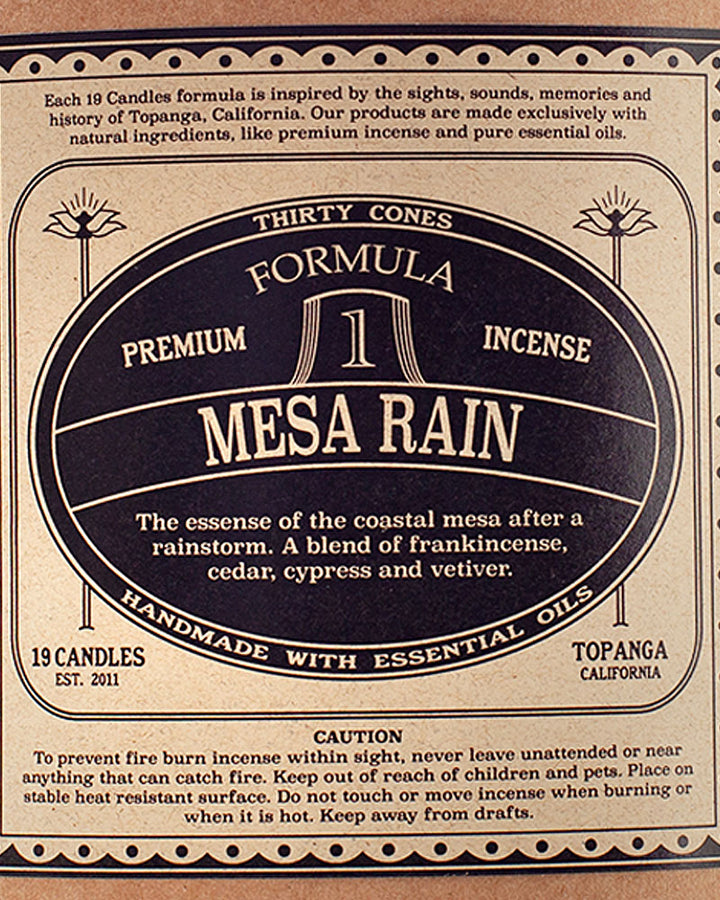 Each 19 Candles formula is inspired by the sights, sounds, memories and
history of Topanga, California. Our products are made exclusively with
natural ingredients, like premium incense and pure essential oils.
THIRTY CONES
FORMULA
PREMIUM 1 INCENSE
MESA RAIN
The essense of the coastal mesa after a
rainstorm. A blend of frankincense,
cedar, cypress and vetiver.
HANDMADE WITH ESSENTIAL OILS
19 CANDLES
EST. 2011
TOPANGA
CALIFORNIA
CAUTION
To prevent fire burn incense within sight, never leave unattended or near
anything that can catch fire. Keep out of reach of children and pets. Place on
stable heat resistant surface. Do not touch or move incense when burning or
when it is hot. Keep away from drafts.